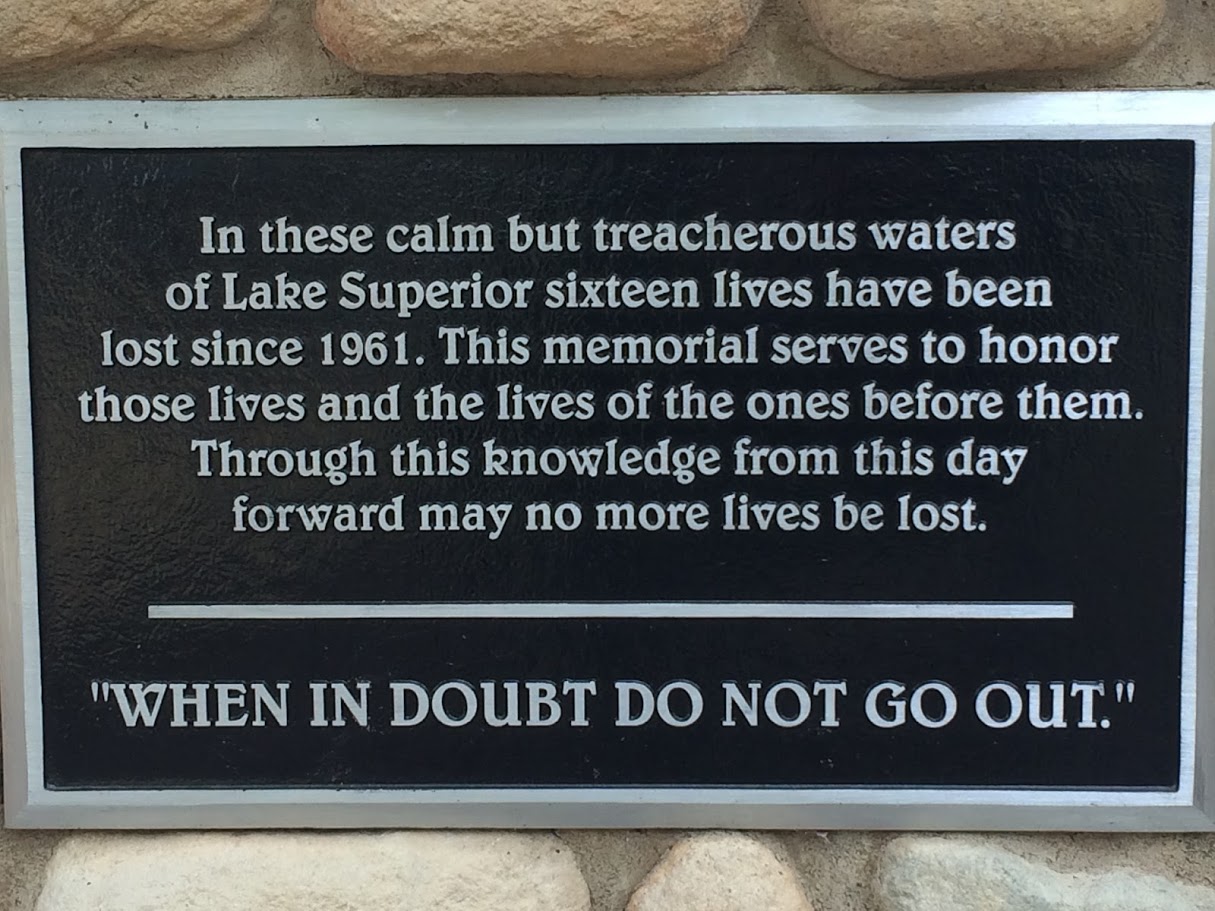 In these calm but treacherous waters
of Lake Superior sixteen lives have been
lost since 1961. This memorial serves to honor
those lives and the lives of the ones before them.
Through this knowledge from this day
forward may no more lives be lost.
"WHEN IN DOUBT DO NOT GO OUT."